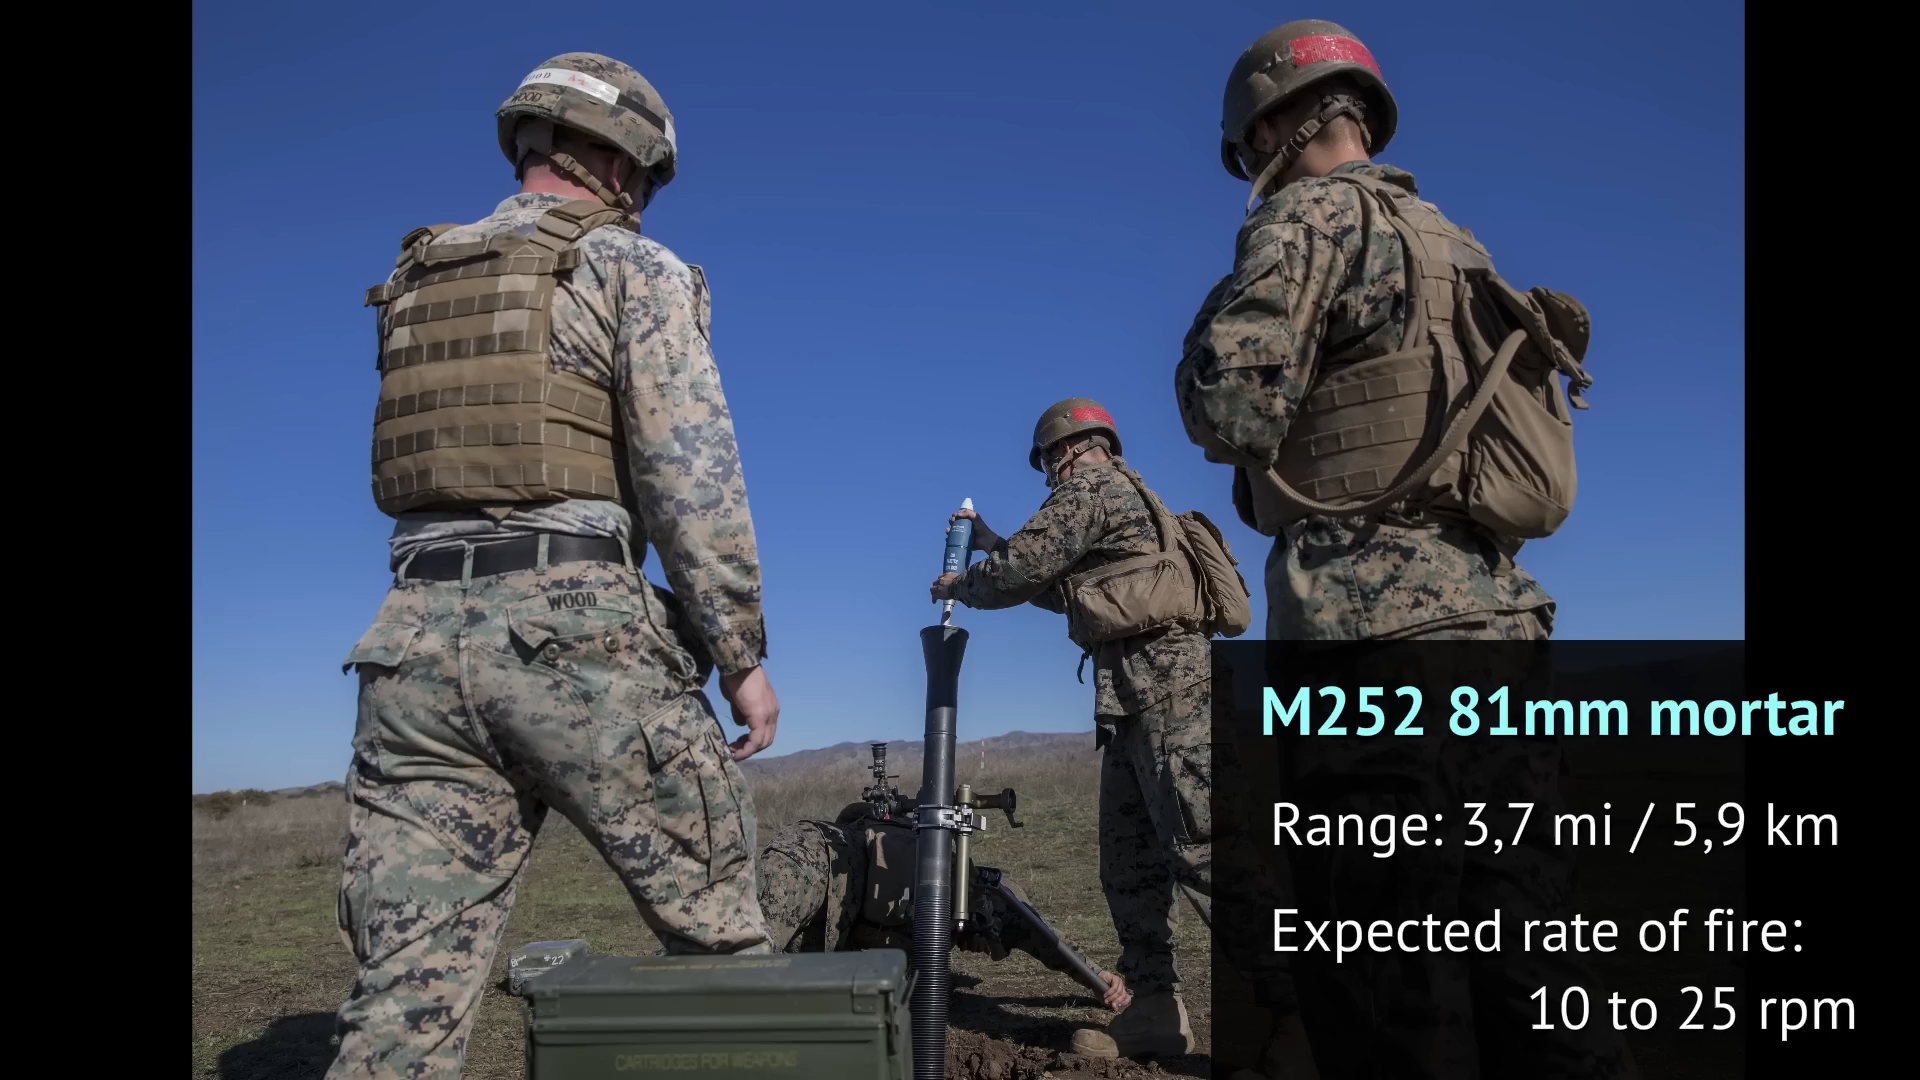 WOOD
WOOD
M252 81mm mortar
Range: 3,7 mi / 5,9 km
Expected rate of fire:
10 to 25 rpm
CARTRIDGES FOR WEAPONS